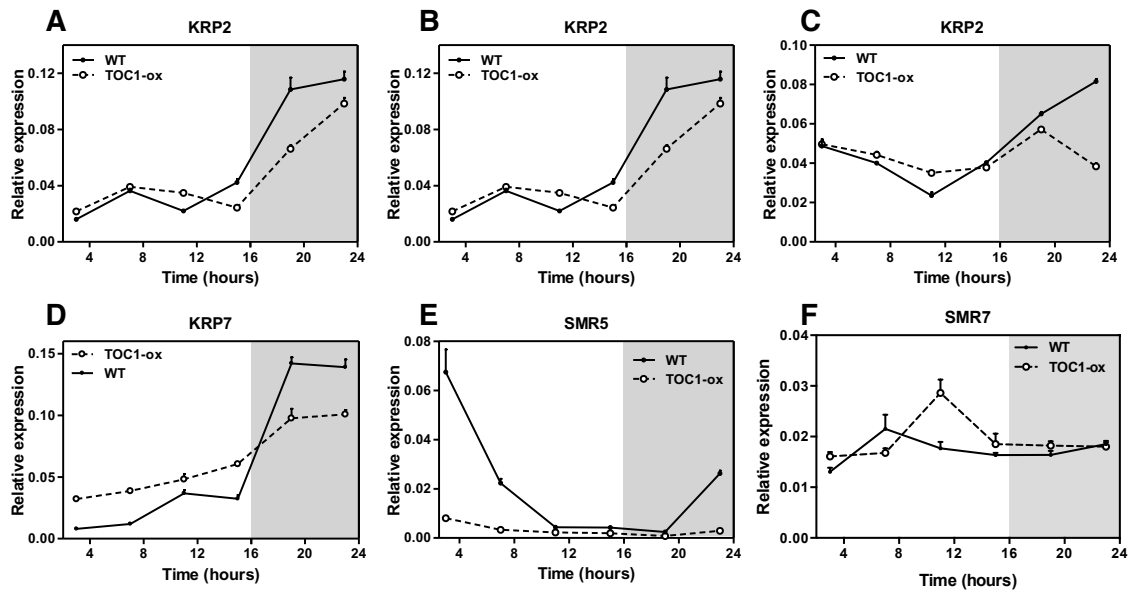 A
KRP2
Relative expression
0.12
0.08
0.04
0.00
WT
TOC1-ox
4 8 12 16 20 24
Time (hours)
B
KRP2
Relative expression
0.12
0.08
0.04
0.00
WT
TOC1-ox
4 8 12 16 20 24
Time (hours)
C
KRP2
Relative expression
0.10
0.08
0.06
0.04
0.02
0.00
WT
TOC1-ox
4 8 12 16 20 24
Time (hours)
D
KRP7
Relative expression
0.15
0.10
0.05
0.00
TOC1-ox
WT
4 8 12 16 20 24
Time (hours)
E
SMR5
Relative expression
0.08
0.06
0.04
0.02
0.00
WT
TOC1-ox
4 8 12 16 20 24
Time (hours)
F
SMR7
Relative expression
0.04
0.03
0.02
0.01
0.00
WT
TOC1-ox
4 8 12 16 20 24
Time (hours)